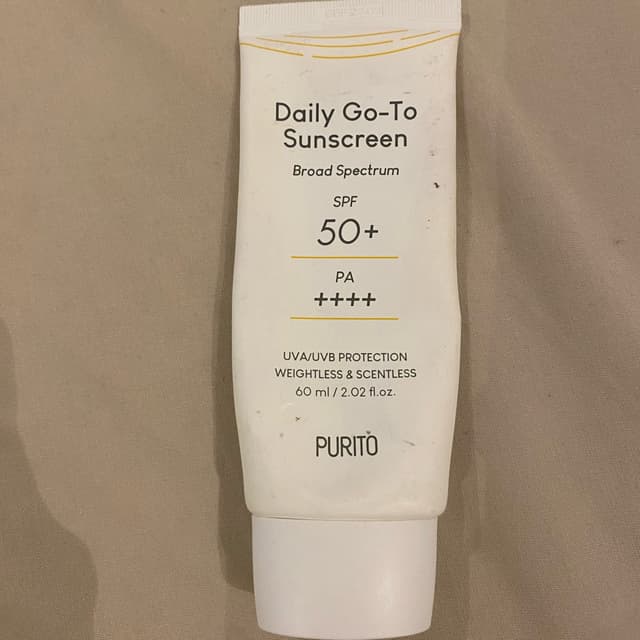 Daily Go-To
Sunscreen
Broad Spectrum
SPF
50+
PA
++++
UVA/UVB PROTECTION
WEIGHTLESS & SCENTLESS
60 ml / 2.02 fl.oz.
PURITO